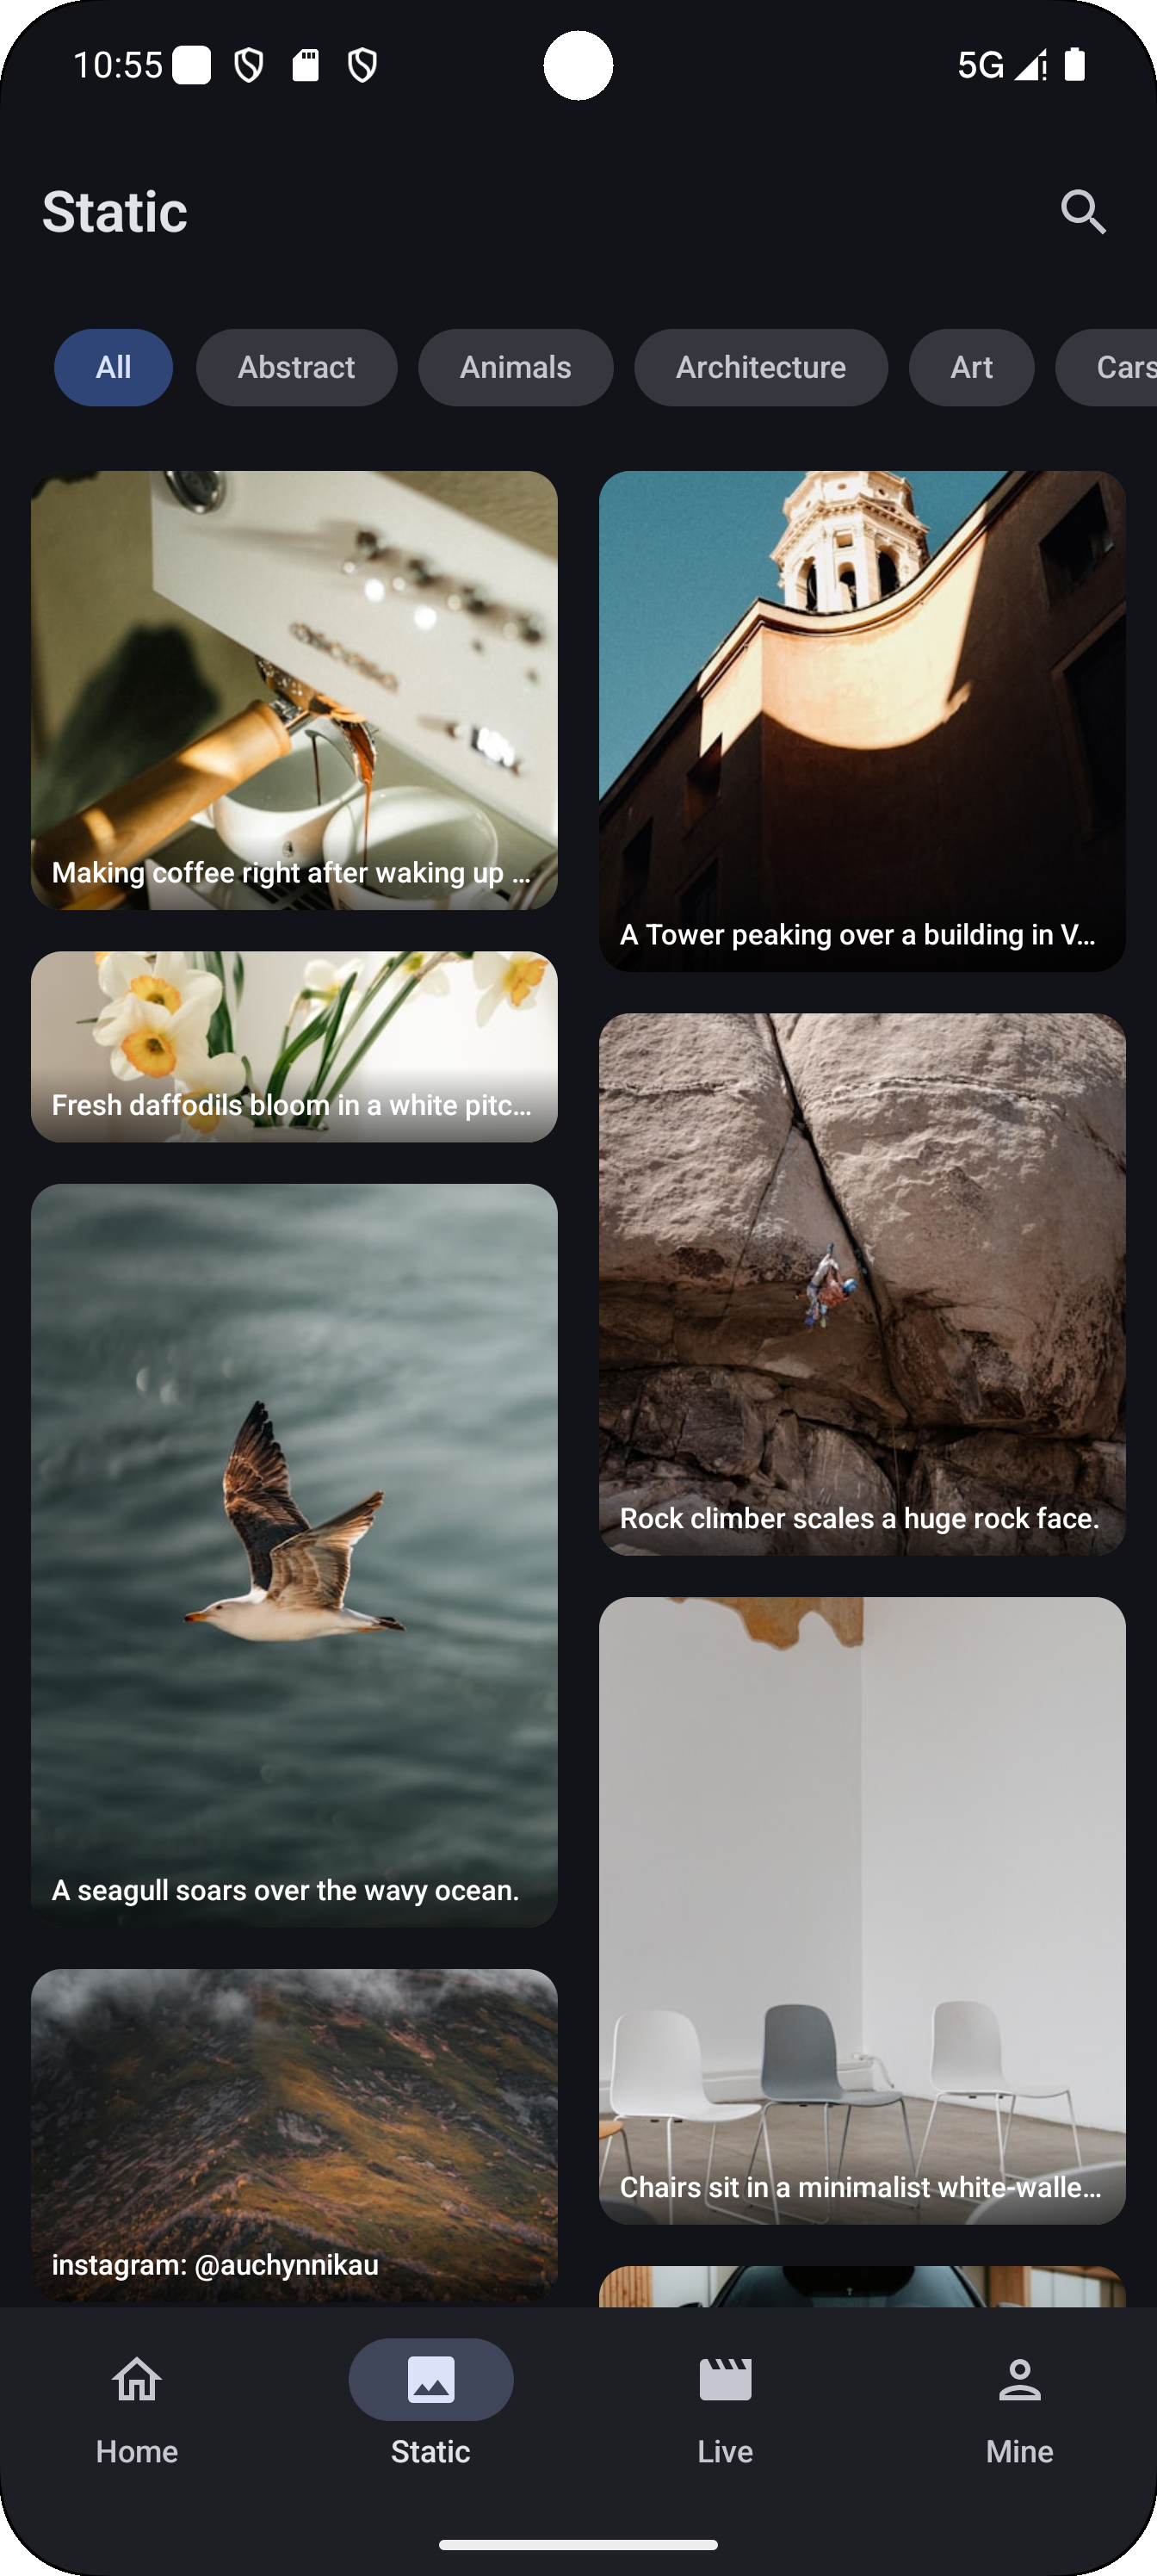 10:55
5G
Static
All
Abstract
Animals
Architecture
Art
Cars
Making coffee right after waking up ...
A Tower peaking over a building in V...
Fresh daffodils bloom in a white pitc...
Rock climber scales a huge rock face.
A seagull soars over the wavy ocean.
Chairs sit in a minimalist white-walle...
instagram: @auchynnikau
Home
Static
Live
Mine